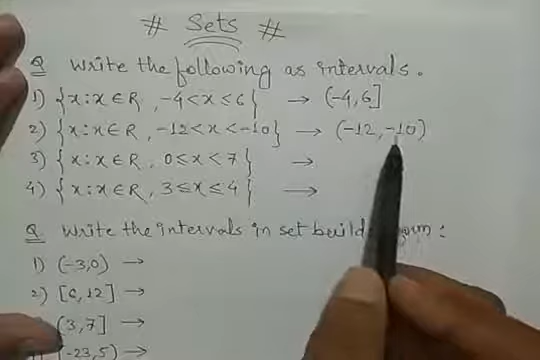 # Sets #
Q Write the following as intervals.
1) {x : x ∈ R, -4 < x ≤ 6} → (-4, 6]
2) {x : x ∈ R, -12 < x < -10} → (-12, -10)
3) {x : x ∈ R, 0 ≤ x < 7} →
4) {x : x ∈ R, 3 ≤ x ≤ 4} →
Q Write the intervals in set builder form :
1) (-3, 0) →
2) [6, 12] →
(3, 7] →
[-23, 5) →